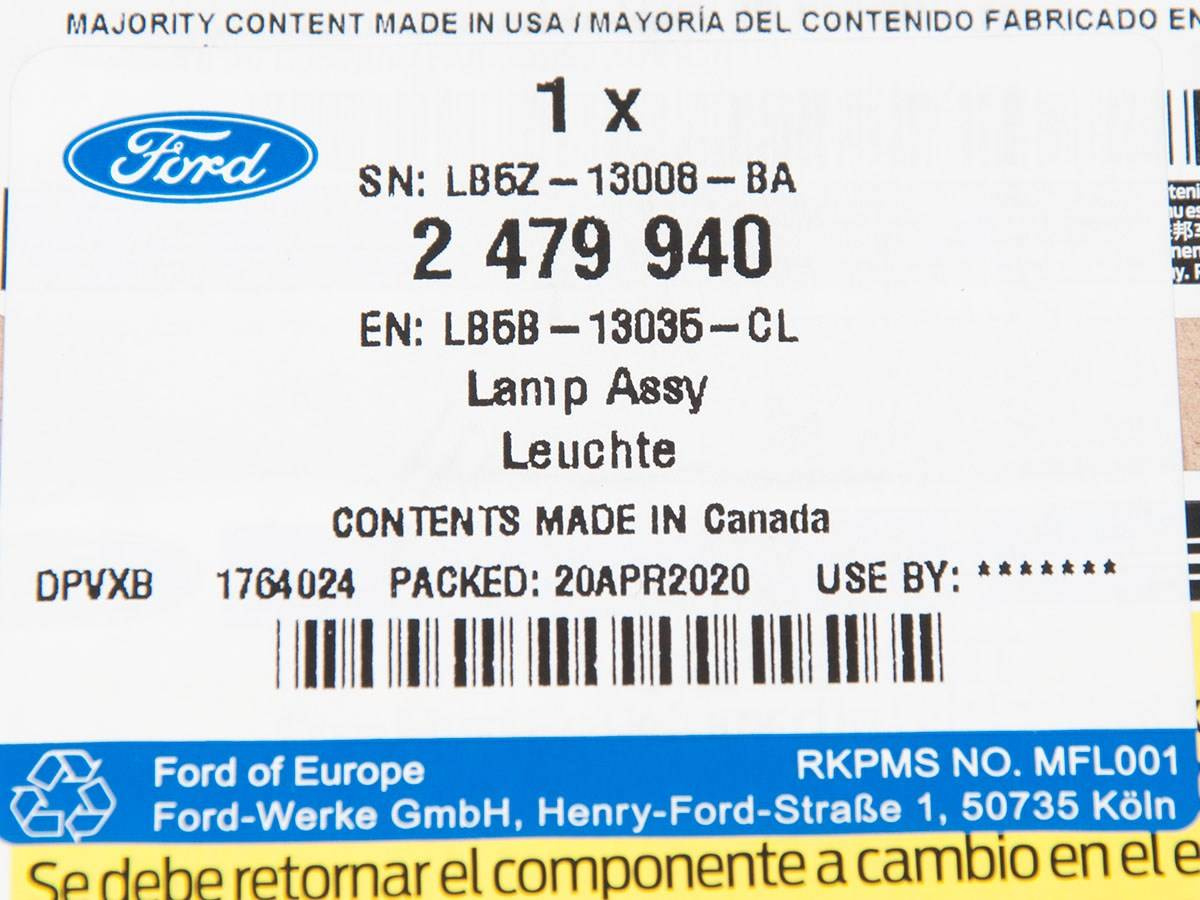 MAJORITY CONTENT MADE IN USA / MAYORÍA DEL CONTENIDO FABRICADO EN
1 x
Ford
SN: LB5Z-13008-BA
2 479 940
EN: LB5B-13035-CL
Lamp Assy
Leuchte
CONTENTS MADE IN Canada
DPVXB 1764024 PACKED: 20APR2020 USE BY: *******
Ford of Europe RKPMS NO. MFL001
Ford-Werke GmbH, Henry-Ford-Straße 1, 50735 Köln
Se debe retornar el componente a cambio en el e